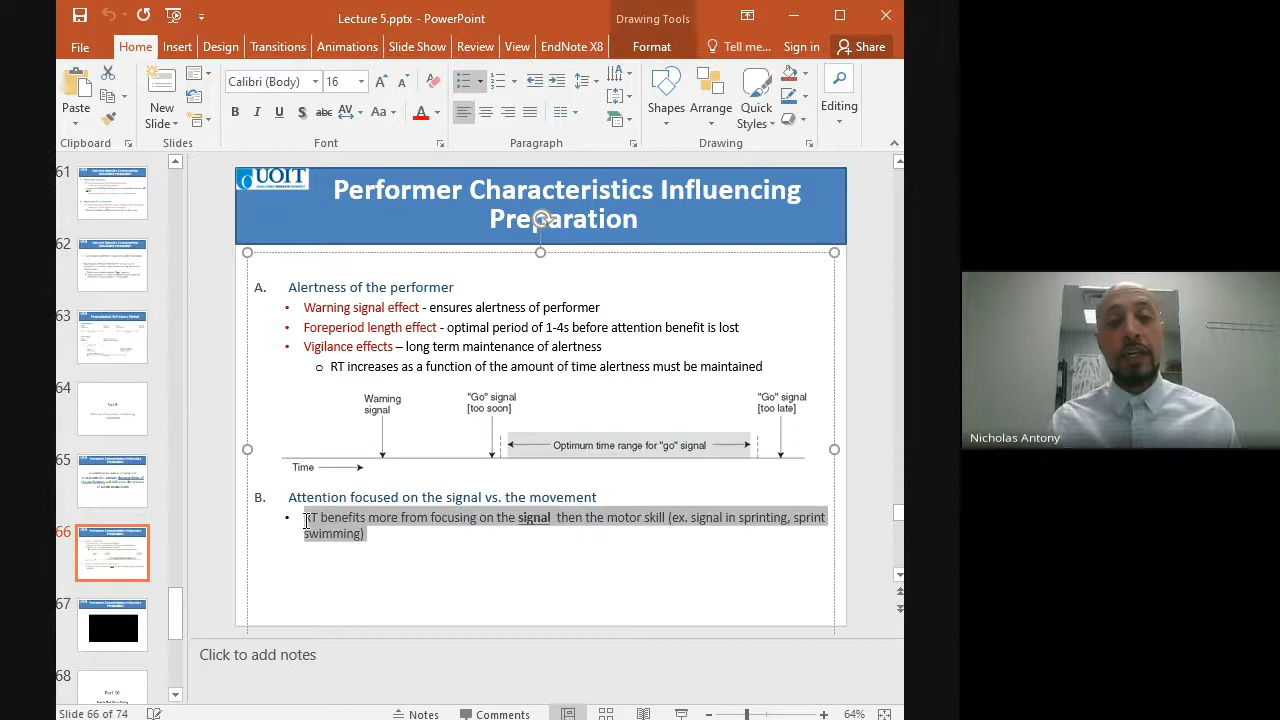 Lecture 5.pptx - PowerPoint
Drawing Tools
File Home Insert Design Transitions Animations Slide Show Review View EndNote X8 Format Tell me... Sign in Share
Calibri (Body) 16
Paste
New Slide
Shapes Arrange Quick Styles
Editing
B I U S abc AV Aa A
Clipboard Slides Font Paragraph Drawing
61
62
63
64
65
66
67
68
UOIT
Performer Characteristics Influencing
Preparation
A. Alertness of the performer
• Warning signal effect - ensures alertness of performer
• Foreperiod length effect - optimal period of 1-4 s before attention benefit is lost
• Vigilance effects – long term maintenance of alertness
o RT increases as a function of the amount of time alertness must be maintained
Warning signal
"Go" signal [too soon]
"Go" signal [too late]
Optimum time range for "go" signal
Time
B. Attention focused on the signal vs. the movement
• RT benefits more from focusing on the signal then the motor skill (ex. signal in sprinting, sprint
swimming)
Click to add notes
Slide 66 of 74 Notes Comments 64%
Nicholas Antony